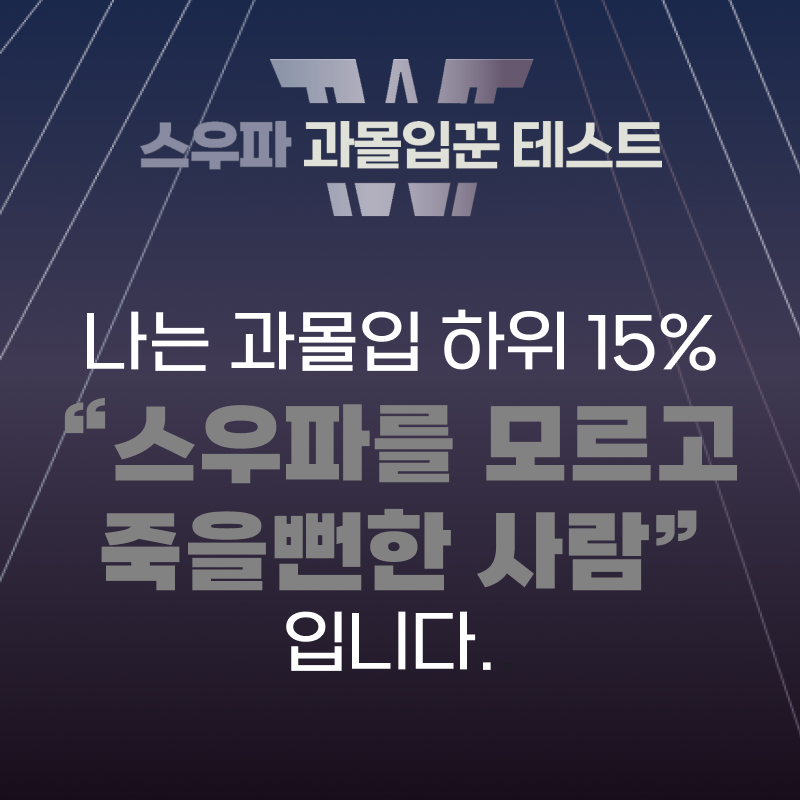 스우파 과몰입꾼 테스트
나는 과몰입 하위 15%
“스우파를 모르고
죽을뻔한 사람”
입니다.